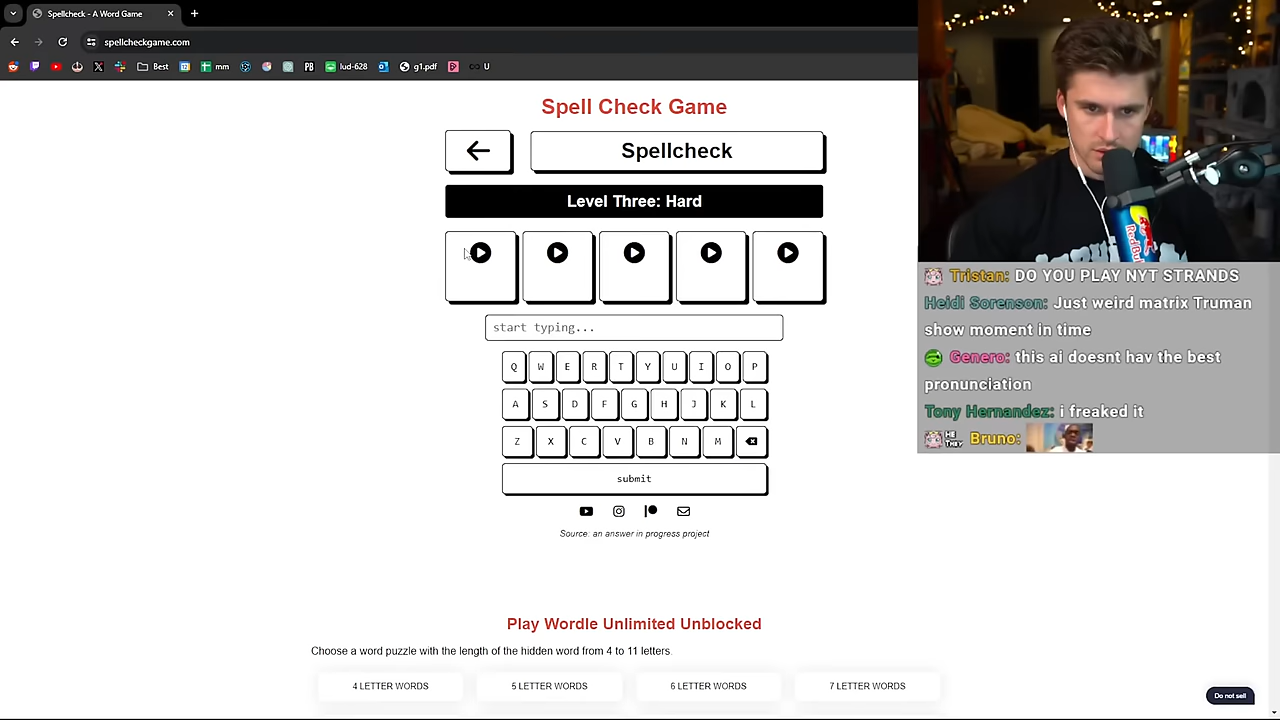 Spellcheck - A Word Game
spellcheckgame.com
Best
mm
PB
lud-628
g1.pdf
U
Spell Check Game
Spellcheck
Level Three: Hard
start typing...
Q W E R T Y U I O P
A S D F G H J K L
Z X C V B N M
submit
Source: an answer in progress project
Play Wordle Unlimited Unblocked
Choose a word puzzle with the length of the hidden word from 4 to 11 letters.
4 LETTER WORDS 5 LETTER WORDS 6 LETTER WORDS 7 LETTER WORDS
Do not sell
Tristan: DO YOU PLAY NYT STRANDS
Heidi Sorenson: Just weird matrix Truman
show moment in time
Genero: this ai doesnt hav the best
pronunciation
Tony Hernandez: i freaked it
HE THEY Bruno:
RedBull